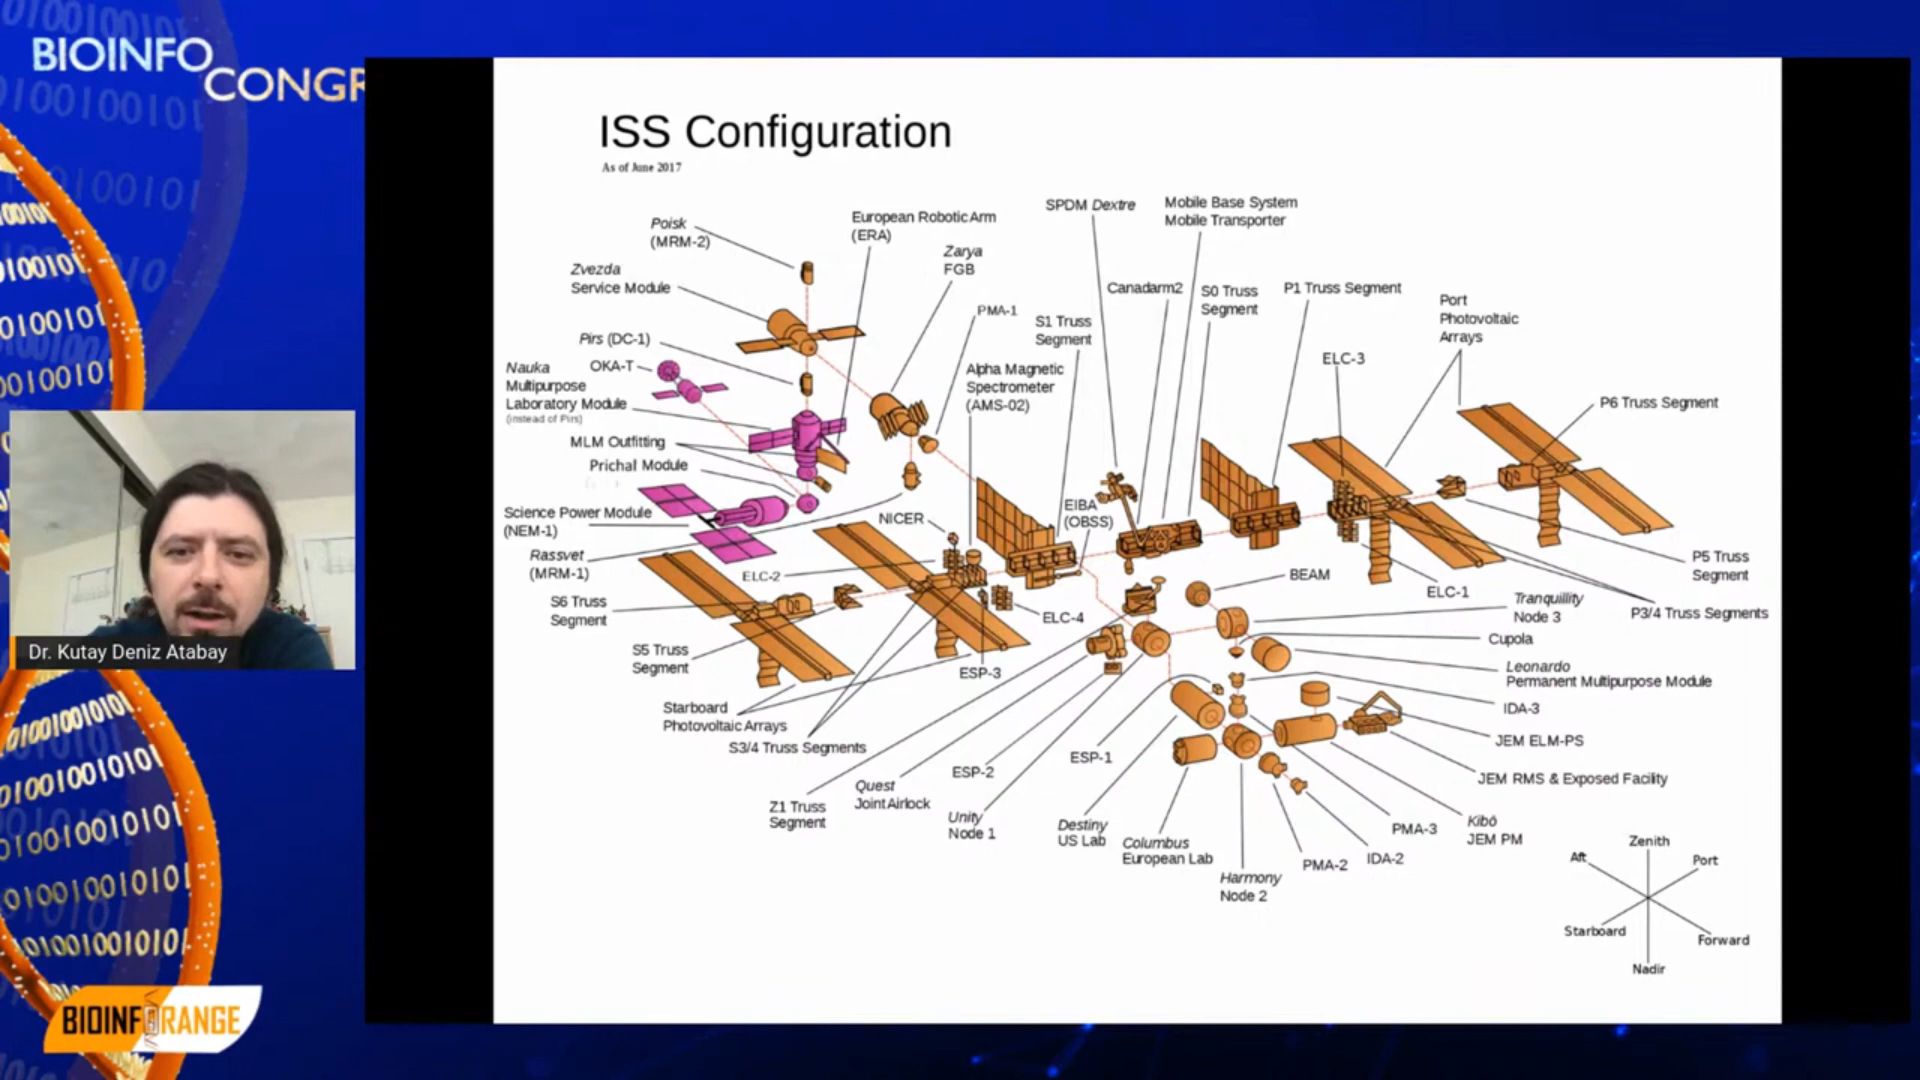 BIOINFO
CONGR
ISS Configuration
As of June 2017
Poisk
(MRM-2)
Zvezda
Service Module
European Robotic Arm
(ERA)
Zarya
FGB
SPDM Dextre
Mobile Base System
Mobile Transporter
Pirs (DC-1)
PMA-1
S1 Truss
Segment
Canadarm2
S0 Truss
Segment
P1 Truss Segment
Port
Photovoltaic
Arrays
ELC-3
Nauka
Multipurpose
Laboratory Module
(instead of Pirs)
OKA-T
Alpha Magnetic
Spectrometer
(AMS-02)
P6 Truss Segment
MLM Outfitting
Prichal Module
Science Power Module
(NEM-1)
NICER
EIBA
(OBSS)
Rassvet
(MRM-1)
ELC-2
BEAM
ELC-1
P5 Truss
Segment
S6 Truss
Segment
ELC-4
Tranquillity
Node 3
P3/4 Truss Segments
S5 Truss
Segment
ESP-3
Cupola
Leonardo
Permanent Multipurpose Module
Starboard
Photovoltaic Arrays
S3/4 Truss Segments
IDA-3
JEM ELM-PS
ESP-2
ESP-1
JEM RMS & Exposed Facility
Z1 Truss
Segment
Quest
Joint Airlock
Unity
Node 1
Destiny
US Lab
Columbus
European Lab
Harmony
Node 2
PMA-2
IDA-2
PMA-3
Kibō
JEM PM
Zenith
Aft
Port
Starboard
Forward
Nadir
Dr. Kutay Deniz Atabay
BIOINFORANGE